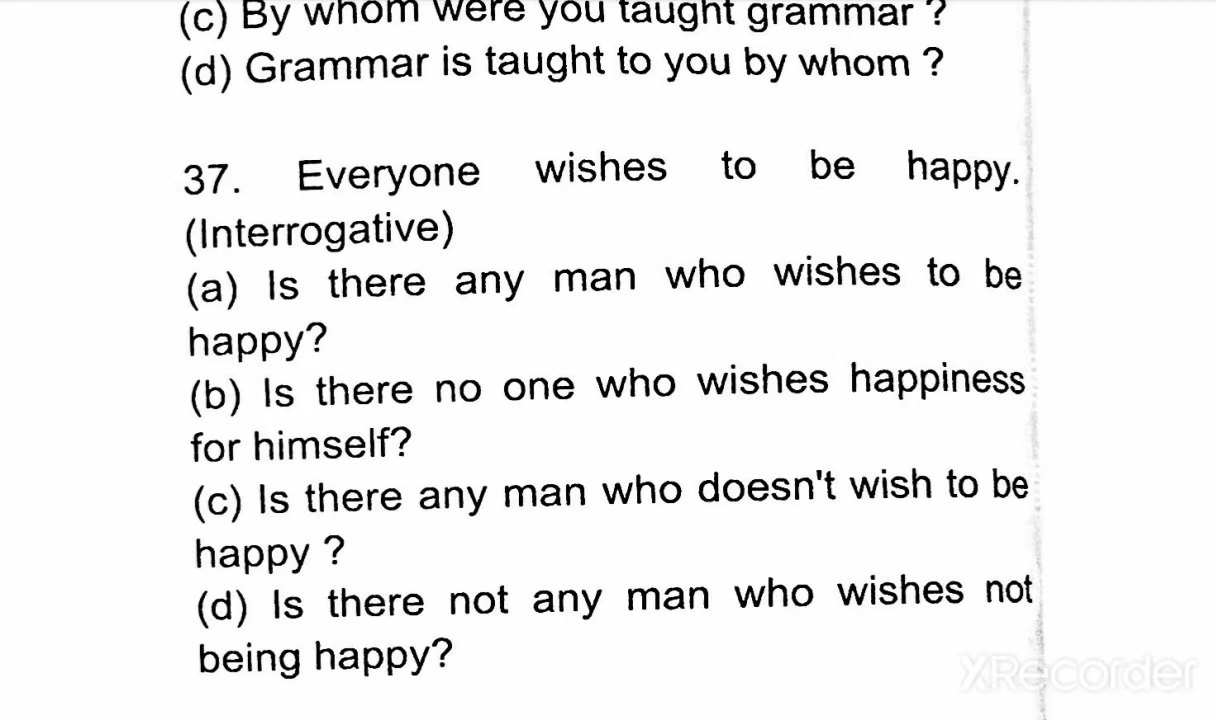 (c) By whom were you taught grammar ?
(d) Grammar is taught to you by whom ?
37. Everyone wishes to be happy.
(Interrogative)
(a) Is there any man who wishes to be
happy?
(b) Is there no one who wishes happiness
for himself?
(c) Is there any man who doesn't wish to be
happy ?
(d) Is there not any man who wishes not
being happy?
XRecorder